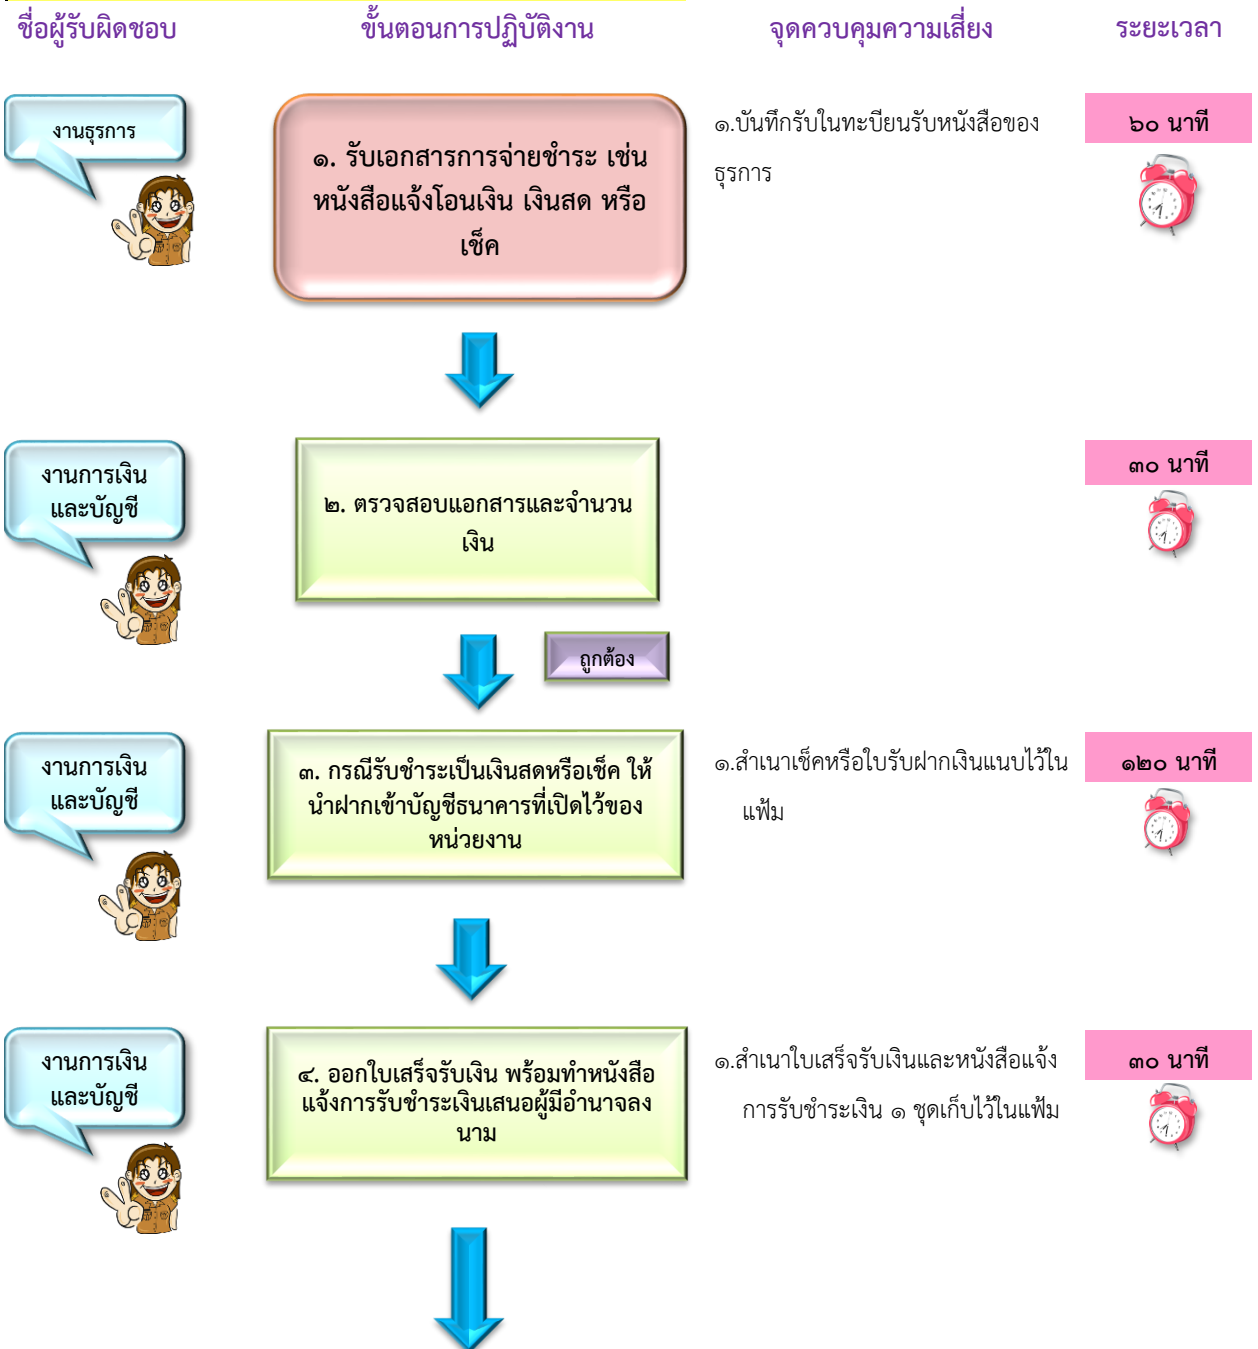 ชื่อผู้รับผิดชอบ
ขั้นตอนการปฏิบัติงาน
จุดควบคุมความเสี่ยง
ระยะเวลา
งานธุรการ
๑. รับเอกสารการจ่ายชำระ เช่น
หนังสือแจ้งโอนเงิน เงินสด หรือ
เช็ค
๑.บันทึกรับในทะบียนรับหนังสือของ
ธุรการ
๖๐ นาที
งานการเงิน
และบัญชี
๒. ตรวจสอบแอกสารและจำนวน
เงิน
๓๐ นาที
ถูกต้อง
งานการเงิน
และบัญชี
๓. กรณีรับชำระเป็นเงินสดหรือเช็ค ให้
นำฝากเข้าบัญชีธนาคารที่เปิดไว้ของ
หน่วยงาน
๑.สำเนาเช็คหรือใบรับฝากเงินแนบไว้ใน
แฟ้ม
๑๒๐ นาที
งานการเงิน
และบัญชี
๔. ออกใบเสร็จรับเงิน พร้อมทำหนังสือ
แจ้งการรับชำระเงินเสนอผู้มีอำนาจลง
นาม
๑.สำเนาใบเสร็จรับเงินและหนังสือแจ้ง
การรับชำระเงิน ๑ ชุดเก็บไว้ในแฟ้ม
๓๐ นาที